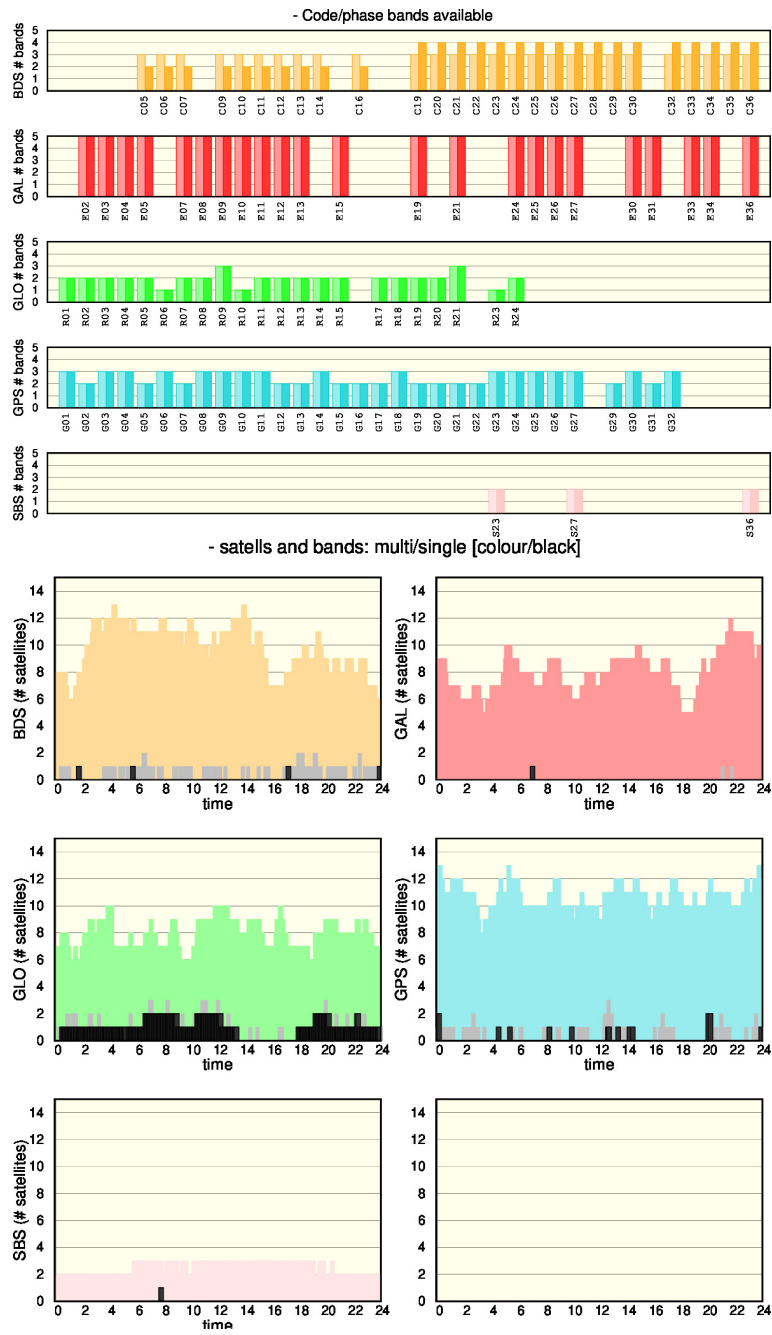 - Code/phase bands available
BDS # bands
5
4
3
2
1
0
C05 C06 C07 C09 C10 C11 C12 C13 C14 C16 C19 C20 C21 C22 C23 C24 C25 C26 C27 C28 C29 C30 C32 C33 C34 C35 C36
GAL # bands
5
4
3
2
1
0
E02 E03 E04 E05 E07 E08 E09 E10 E11 E12 E13 E15 E19 E21 E24 E25 E26 E27 E30 E31 E33 E34 E36
GLO # bands
5
4
3
2
1
0
R01 R02 R03 R04 R05 R06 R07 R08 R09 R10 R11 R12 R13 R14 R15 R17 R18 R19 R20 R21 R23 R24
GPS # bands
5
4
3
2
1
0
G01 G02 G03 G04 G05 G06 G07 G08 G09 G10 G11 G12 G13 G14 G15 G16 G17 G18 G19 G20 G21 G22 G23 G24 G25 G26 G27 G29 G30 G31 G32
SBS # bands
5
4
3
2
1
0
S23 S27 S36
- satells and bands: multi/single [colour/black]
BDS (# satellites)
14
12
10
8
6
4
2
0
0 2 4 6 8 10 12 14 16 18 20 22 24
time
GAL (# satellites)
14
12
10
8
6
4
2
0
0 2 4 6 8 10 12 14 16 18 20 22 24
time
GLO (# satellites)
14
12
10
8
6
4
2
0
0 2 4 6 8 10 12 14 16 18 20 22 24
time
GPS (# satellites)
14
12
10
8
6
4
2
0
0 2 4 6 8 10 12 14 16 18 20 22 24
time
SBS (# satellites)
14
12
10
8
6
4
2
0
0 2 4 6 8 10 12 14 16 18 20 22 24
time
14
12
10
8
6
4
2
0
0 2 4 6 8 10 12 14 16 18 20 22 24